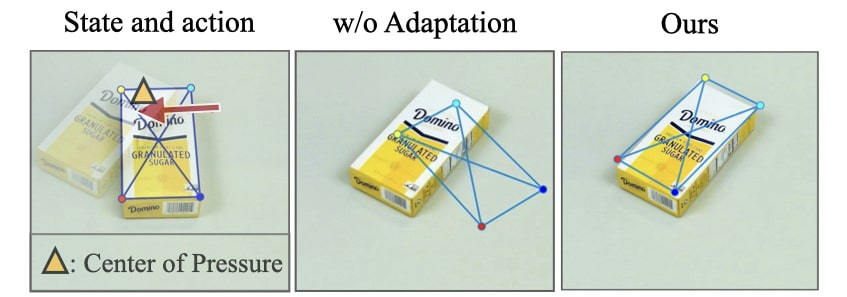 State and action
w/o Adaptation
Ours
Domino
GRANULATED
SUGAR
Domino
: Center of Pressure
Domino
GRANULATED
SUGAR
Domino
Domino
GRANULATED
SUGAR
Domino